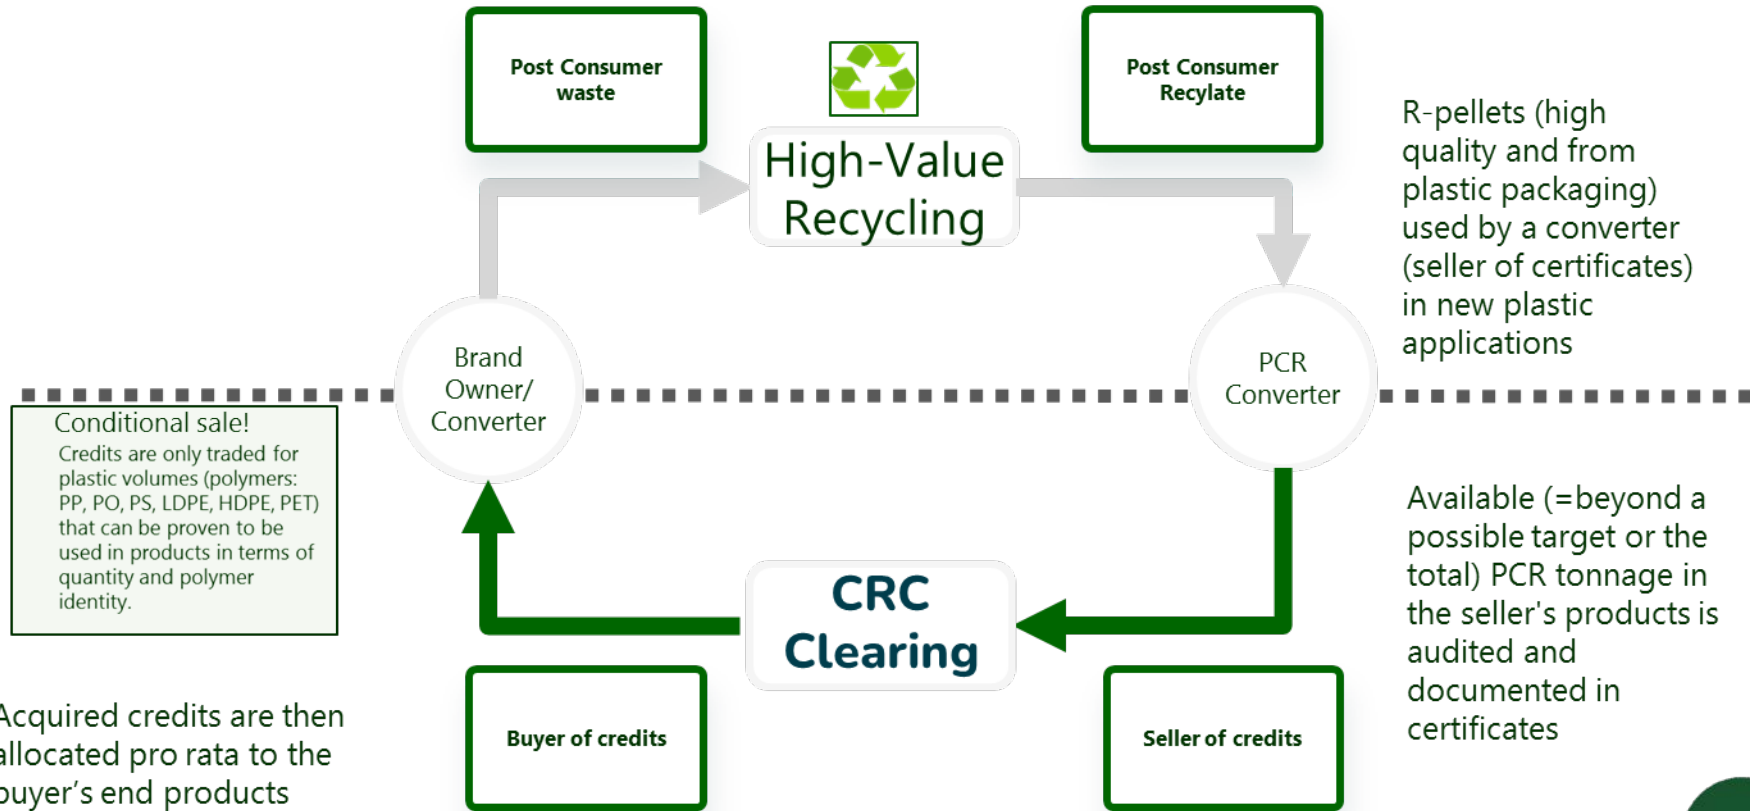 Post Consumer
waste
Post Consumer
Recylate
High-Value
Recycling
R-pellets (high
quality and from
plastic packaging)
used by a converter
(seller of certificates)
in new plastic
applications
Brand
Owner/
Converter
PCR
Converter
Conditional sale!
Credits are only traded for
plastic volumes (polymers:
PP, PO, PS, LDPE, HDPE, PET)
that can be proven to be
used in products in terms of
quantity and polymer
identity.
Available (=beyond a
possible target or the
total) PCR tonnage in
the seller's products is
audited and
documented in
certificates
CRC
Clearing
Acquired credits are then
allocated pro rata to the
buyer’s end products
Buyer of credits
Seller of credits